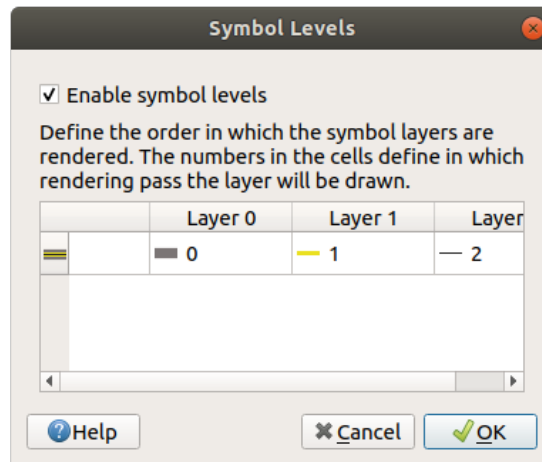 Symbol Levels
Enable symbol levels
Define the order in which the symbol layers are
rendered. The numbers in the cells define in which
rendering pass the layer will be drawn.
Layer 0 Layer 1 Layer
0 1 2
Help Cancel OK